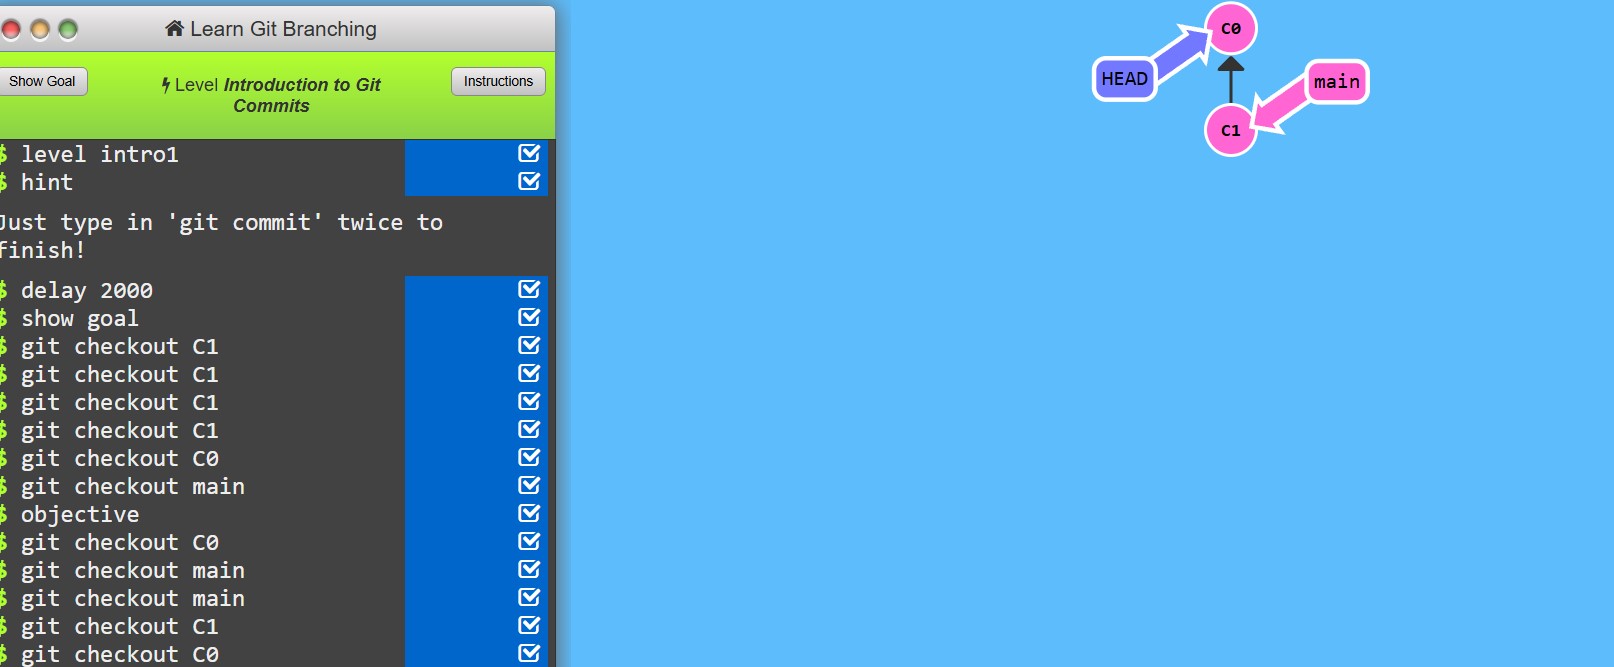 Learn Git Branching
Show Goal
Level Introduction to Git
Commits
Instructions
$ level intro1
$ hint
Just type in 'git commit' twice to
finish!
$ delay 2000
$ show goal
$ git checkout C1
$ git checkout C1
$ git checkout C1
$ git checkout C1
$ git checkout C0
$ git checkout main
$ objective
$ git checkout C0
$ git checkout main
$ git checkout main
$ git checkout C1
$ git checkout C0
C0
HEAD
main
C1